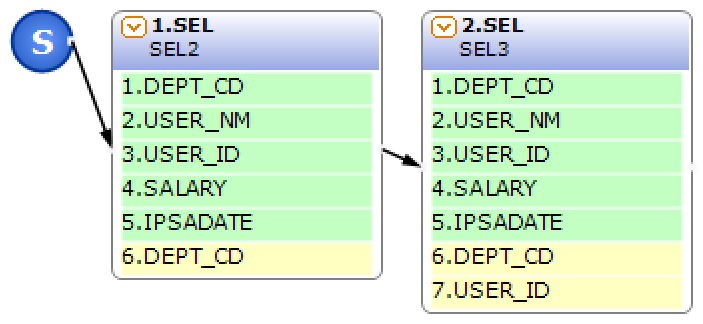 S
1.SEL
SEL2
1.DEPT_CD
2.USER_NM
3.USER_ID
4.SALARY
5.IPSADATE
6.DEPT_CD
2.SEL
SEL3
1.DEPT_CD
2.USER_NM
3.USER_ID
4.SALARY
5.IPSADATE
6.DEPT_CD
7.USER_ID